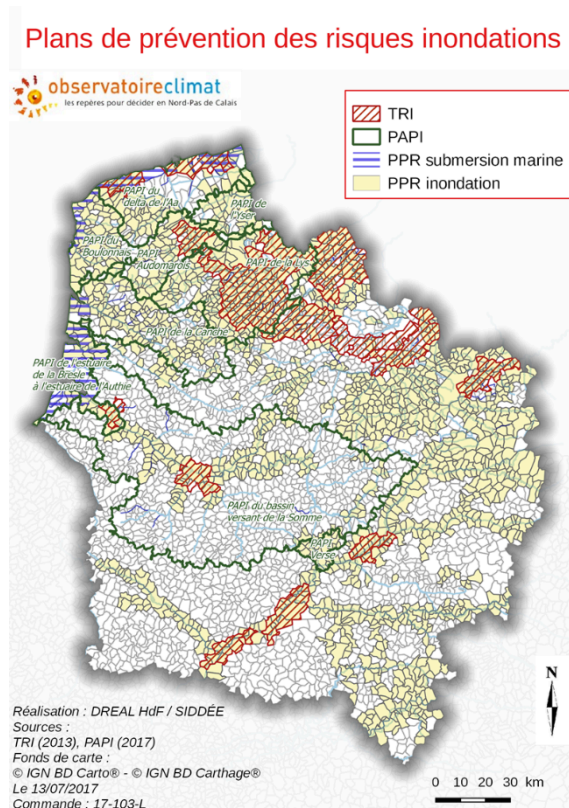 Plans de prévention des risques inondations
observatoireclimat
les repères pour décider en Nord-Pas de Calais
TRI
PAPI
PPR submersion marine
PPR inondation
PAPI du
delta de l'Aa
PAPI de
l'Yser
PAPI du
Boulonnais
PAPI
Audomarois
PAPI de la Lys
PAPI de la Canche
PAPI de l'estuaire
de la Bresle
à l'estuaire de l'Authie
PAPI du bassin
versant de la Somme
PAPI
Verse
N
Réalisation : DREAL HdF / SIDDÉE
Sources :
TRI (2013), PAPI (2017)
Fonds de carte :
© IGN BD Carto® - © IGN BD Carthage®
Le 13/07/2017
Commande : 17-103-L
0 10 20 30 km